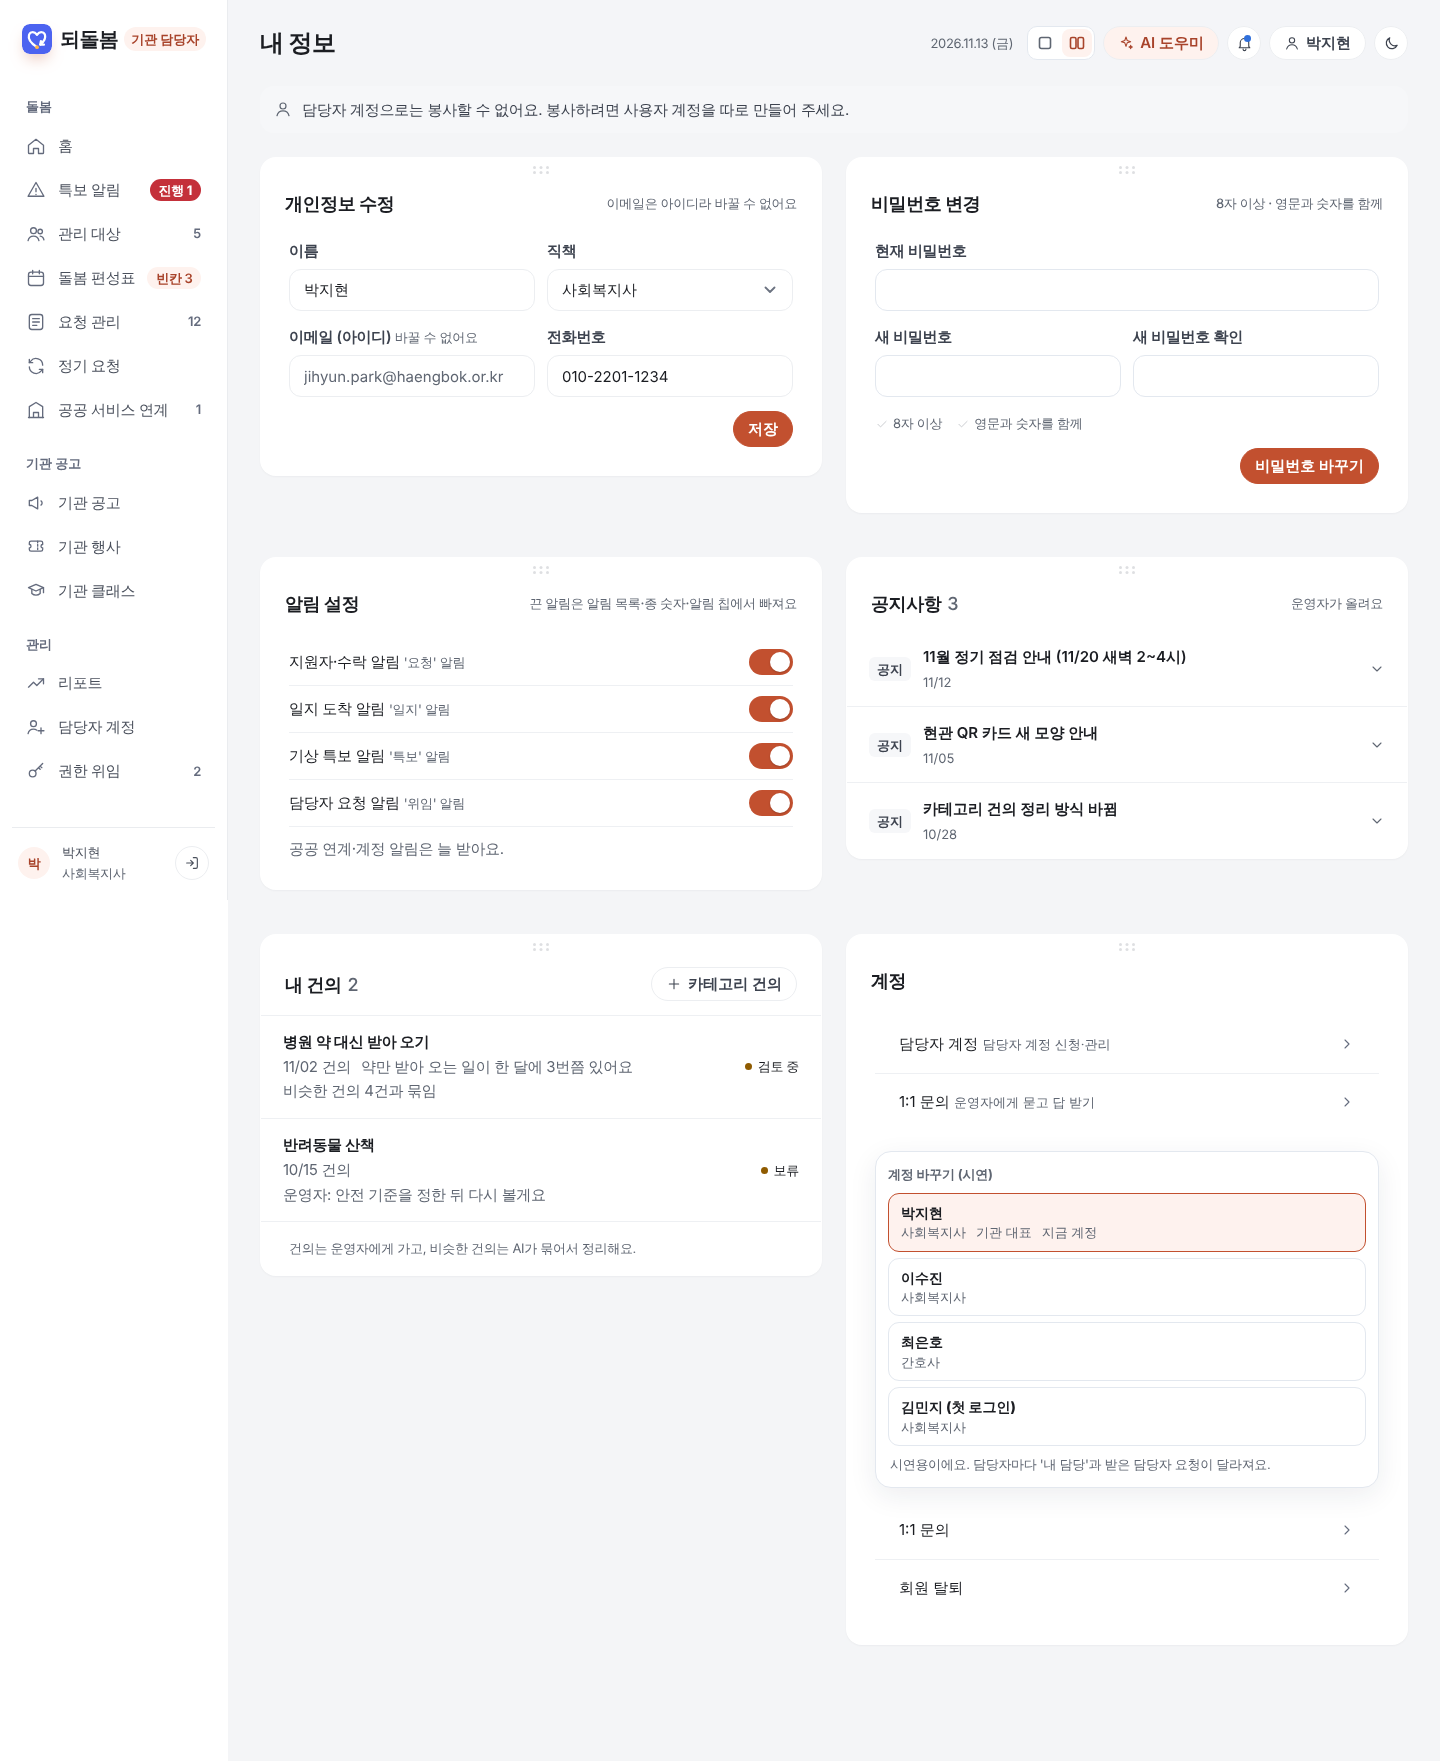 되돌봄 기관 담당자
돌봄
홈
특보 알림 진행 1
관리 대상 5
돌봄 편성표 빈칸 3
요청 관리 12
정기 요청
공공 서비스 연계 1
기관 공고
기관 공고
기관 행사
기관 클래스
관리
리포트
담당자 계정
권한 위임 2
박 박지현
사회복지사
내 정보
2026.11.13 (금) AI 도우미 박지현
담당자 계정으로는 봉사할 수 없어요. 봉사하려면 사용자 계정을 따로 만들어 주세요.
개인정보 수정 이메일은 아이디라 바꿀 수 없어요
이름 직책
박지현 사회복지사
이메일 (아이디) 바꿀 수 없어요 전화번호
jihyun.park@haengbok.or.kr 010-2201-1234
저장
비밀번호 변경 8자 이상 · 영문과 숫자를 함께
현재 비밀번호
새 비밀번호 새 비밀번호 확인
8자 이상 영문과 숫자를 함께
비밀번호 바꾸기
알림 설정 끈 알림은 알림 목록·종 숫자·알림 칩에서 빠져요
지원자·수락 알림 '요청' 알림
일지 도착 알림 '일지' 알림
기상 특보 알림 '특보' 알림
담당자 요청 알림 '위임' 알림
공공 연계·계정 알림은 늘 받아요.
공지사항 3 운영자가 올려요
공지 11월 정기 점검 안내 (11/20 새벽 2~4시)
11/12
공지 현관 QR 카드 새 모양 안내
11/05
공지 카테고리 건의 정리 방식 바뀜
10/28
내 건의 2 카테고리 건의
병원 약 대신 받아 오기
11/02 건의 약만 받아 오는 일이 한 달에 3번쯤 있어요 검토 중
비슷한 건의 4건과 묶임
반려동물 산책
10/15 건의 보류
운영자: 안전 기준을 정한 뒤 다시 볼게요
건의는 운영자에게 가고, 비슷한 건의는 AI가 묶어서 정리해요.
계정
담당자 계정 담당자 계정 신청·관리
1:1 문의 운영자에게 묻고 답 받기
계정 바꾸기 (시연)
박지현
사회복지사 기관 대표 지금 계정
이수진
사회복지사
최은호
간호사
김민지 (첫 로그인)
사회복지사
시연용이에요. 담당자마다 '내 담당'과 받은 담당자 요청이 달라져요.
1:1 문의
회원 탈퇴